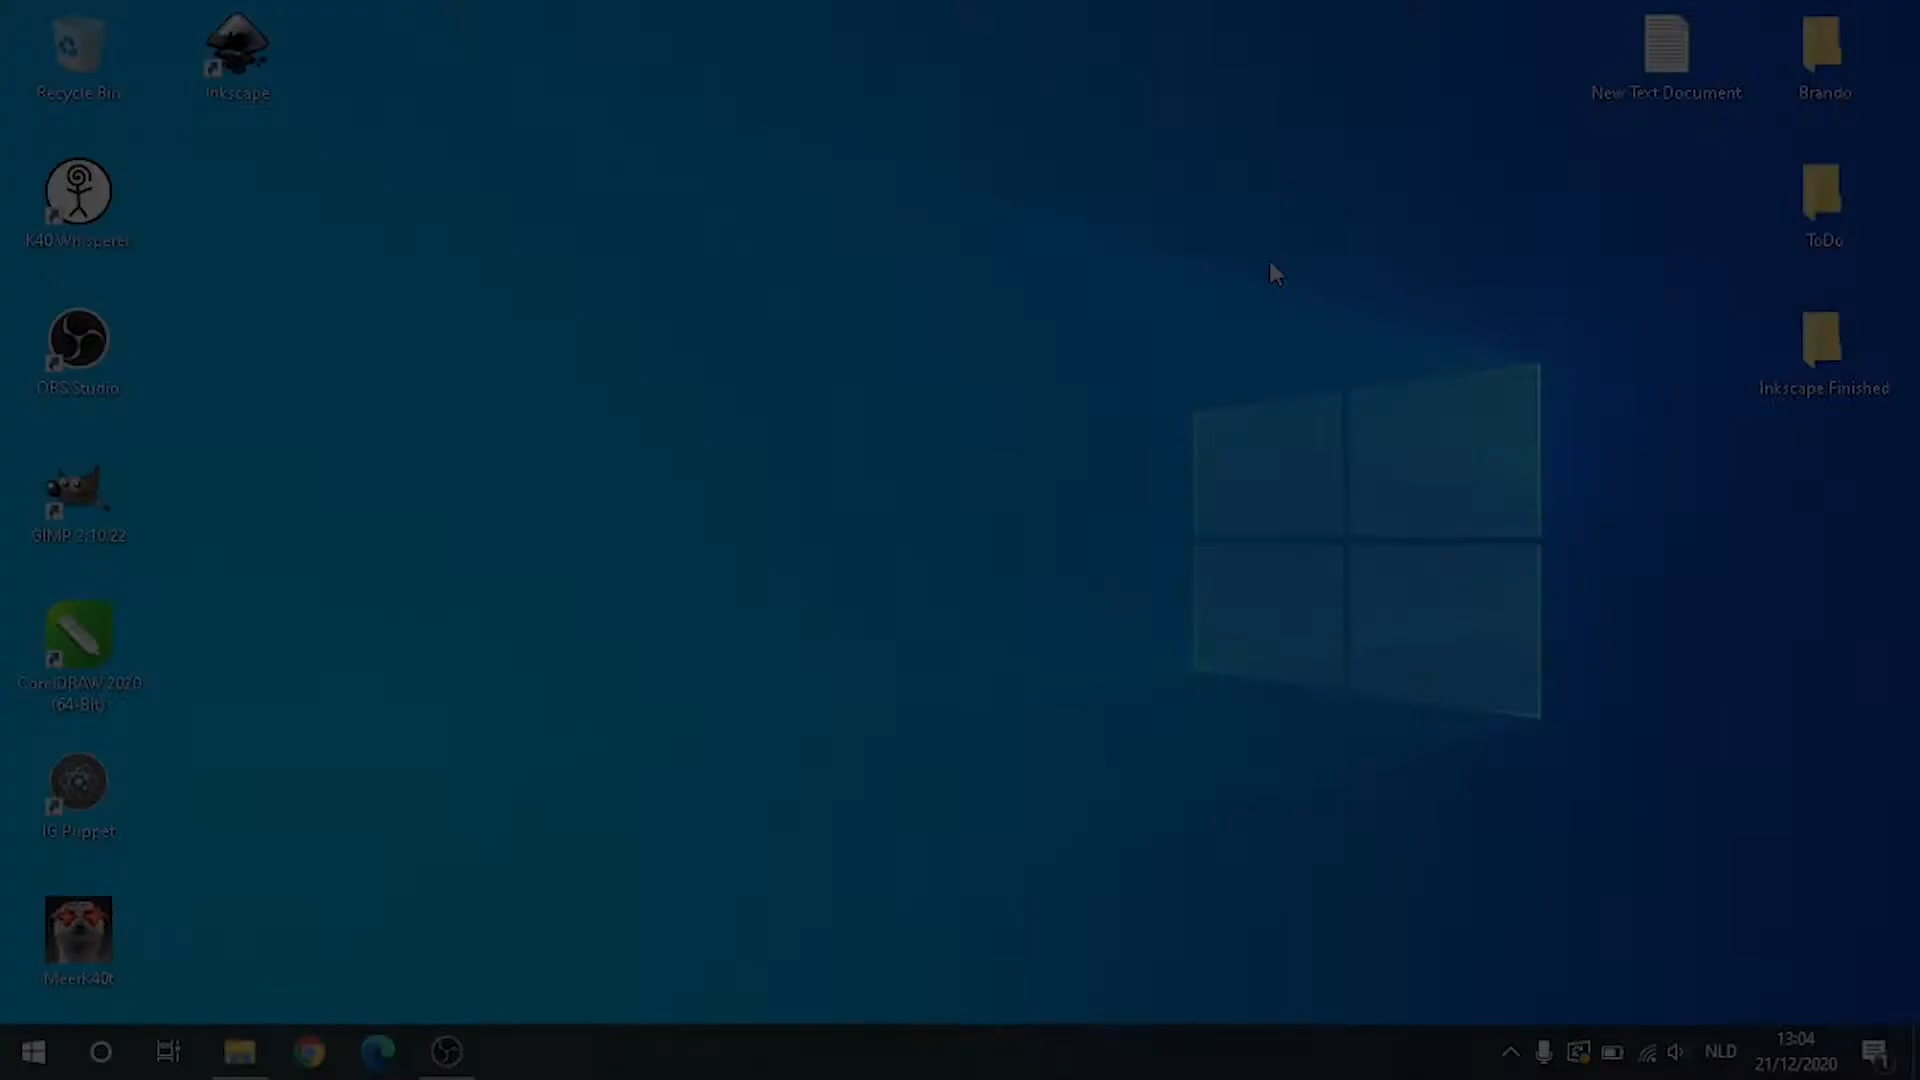 Recycle Bin
Inkscape
New Text Document
Brando
K40 Whisperer
ToDo
OBS Studio
Inkscape Finished
GIMP 2.10.22
CorelDRAW 2020
(64-Bit)
IG Puppet
Meerk40t
NLD
13:04
21/12/2020
1